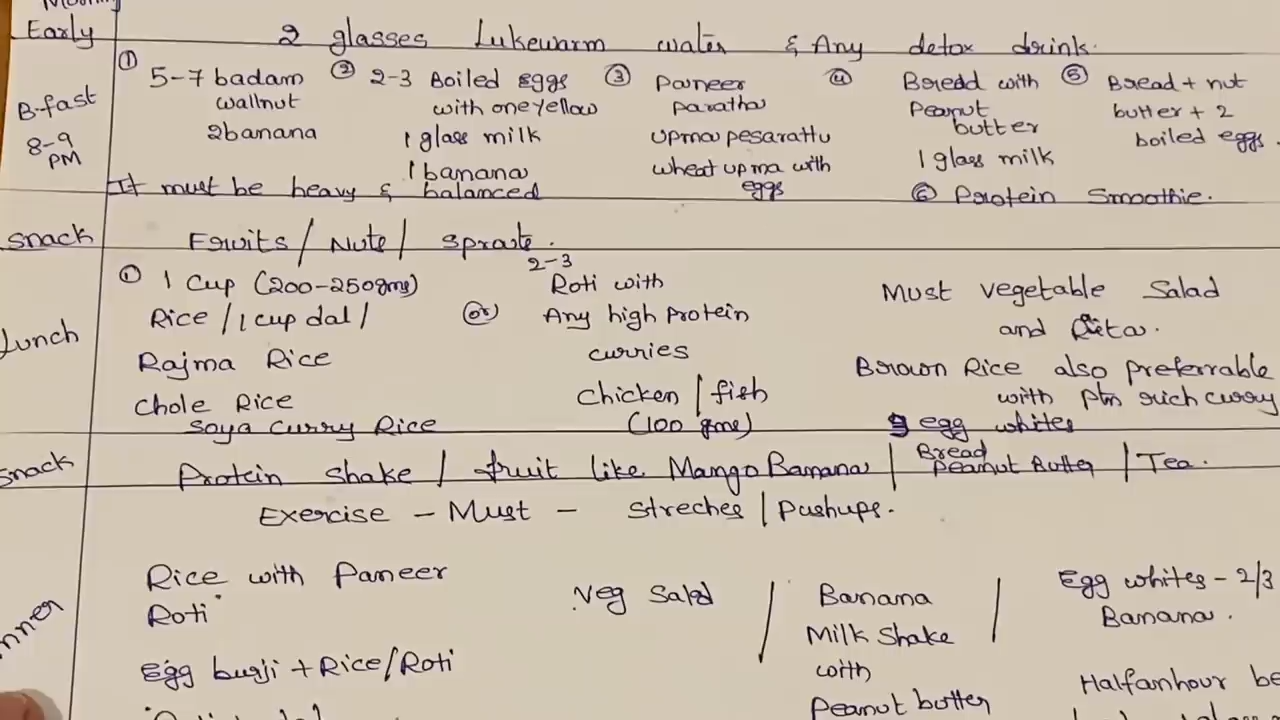 Early
2 glasses Lukewarm water & Any detox drink.
B-fast
8-9
PM
① 5-7 badam
wallnut
2banana
② 2-3 Boiled eggs
with one yellow
1 glass milk
1 banana
③ Paneer
paratha
upma pesarattu
wheat upma with
eggs
④ Bread with
Peanut
butter
1 glass milk
⑤ Bread + nut
butter + 2
boiled eggs.
It must be heavy & balanced
⑥ Protein Smoothie.
snack
Fruits / Nuts /
Lunch
① 1 cup (200-250gms)
Rice / 1 cup dal /
Rajma Rice
Chole Rice
Soya curry Rice
(or)
2-3
Roti with
Any high protein
curries
Chicken / fish
(100 gms)
Must vegetable Salad
and
Brown Rice also preferrable
with ptn rich curry
egg whites
snack
Protein shake / fruit like Mango Banana / Bread Peanut Butter / Tea.
Exercise - Must - streches / pushups.
Rice with Paneer
Roti
Egg burji + Rice/Roti
Veg Salad /
Banana
Milk Shake
with
Peanut butter
/ Egg whites - 2/3
Banana.
Halfanhour be